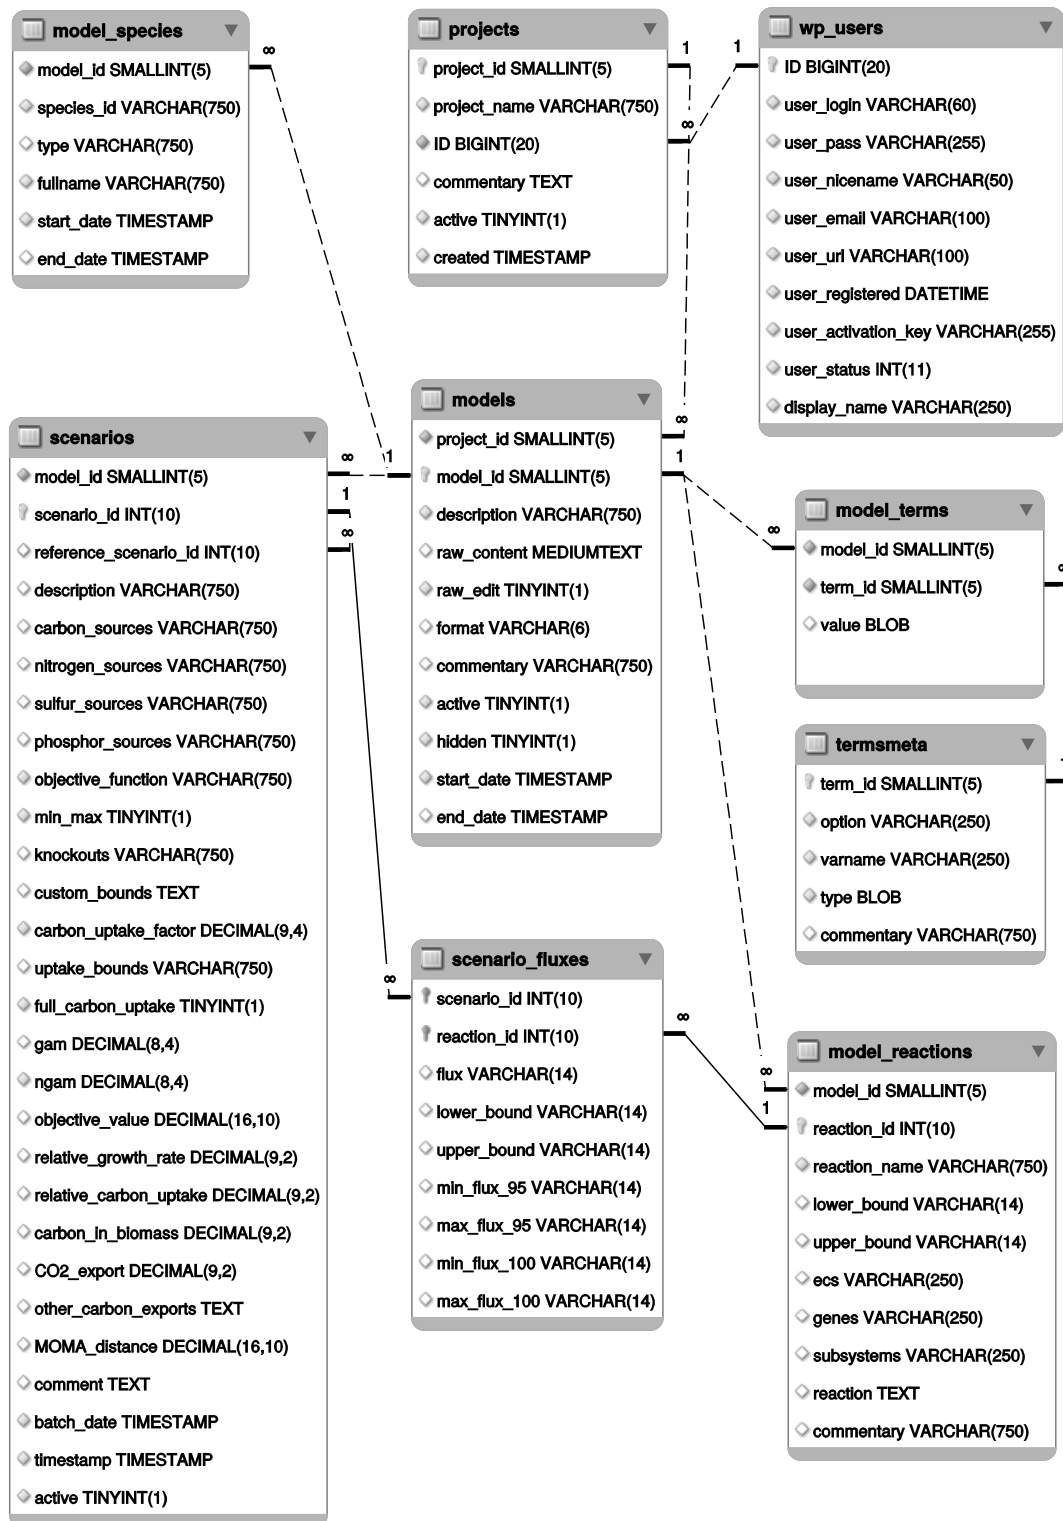 model_species
model_id SMALLINT(5)
species_id VARCHAR(750)
type VARCHAR(750)
fullname VARCHAR(750)
start_date TIMESTAMP
end_date TIMESTAMP
∞
projects
project_id SMALLINT(5)
project_name VARCHAR(750)
ID BIGINT(20)
commentary TEXT
active TINYINT(1)
created TIMESTAMP
1
∞
1
wp_users
ID BIGINT(20)
user_login VARCHAR(60)
user_pass VARCHAR(255)
user_nicename VARCHAR(50)
user_email VARCHAR(100)
user_url VARCHAR(100)
user_registered DATETIME
user_activation_key VARCHAR(255)
user_status INT(11)
display_name VARCHAR(250)
scenarios
model_id SMALLINT(5)
scenario_id INT(10)
reference_scenario_id INT(10)
description VARCHAR(750)
carbon_sources VARCHAR(750)
nitrogen_sources VARCHAR(750)
sulfur_sources VARCHAR(750)
phosphor_sources VARCHAR(750)
objective_function VARCHAR(750)
min_max TINYINT(1)
knockouts VARCHAR(750)
custom_bounds TEXT
carbon_uptake_factor DECIMAL(9,4)
uptake_bounds VARCHAR(750)
full_carbon_uptake TINYINT(1)
gam DECIMAL(8,4)
ngam DECIMAL(8,4)
objective_value DECIMAL(16,10)
relative_growth_rate DECIMAL(9,2)
relative_carbon_uptake DECIMAL(9,2)
carbon_in_biomass DECIMAL(9,2)
CO2_export DECIMAL(9,2)
other_carbon_exports TEXT
MOMA_distance DECIMAL(16,10)
comment TEXT
batch_date TIMESTAMP
timestamp TIMESTAMP
active TINYINT(1)
∞
1
∞
1
models
project_id SMALLINT(5)
model_id SMALLINT(5)
description VARCHAR(750)
raw_content MEDIUMTEXT
raw_edit TINYINT(1)
format VARCHAR(6)
commentary VARCHAR(750)
active TINYINT(1)
hidden TINYINT(1)
start_date TIMESTAMP
end_date TIMESTAMP
∞
1
∞
model_terms
model_id SMALLINT(5)
term_id SMALLINT(5)
value BLOB
termsmeta
term_id SMALLINT(5)
option VARCHAR(250)
varname VARCHAR(250)
type BLOB
commentary VARCHAR(750)
∞
scenario_fluxes
scenario_id INT(10)
reaction_id INT(10)
flux VARCHAR(14)
lower_bound VARCHAR(14)
upper_bound VARCHAR(14)
min_flux_95 VARCHAR(14)
max_flux_95 VARCHAR(14)
min_flux_100 VARCHAR(14)
max_flux_100 VARCHAR(14)
∞
∞
1
model_reactions
model_id SMALLINT(5)
reaction_id INT(10)
reaction_name VARCHAR(750)
lower_bound VARCHAR(14)
upper_bound VARCHAR(14)
ecs VARCHAR(250)
genes VARCHAR(250)
subsystems VARCHAR(250)
reaction TEXT
commentary VARCHAR(750)